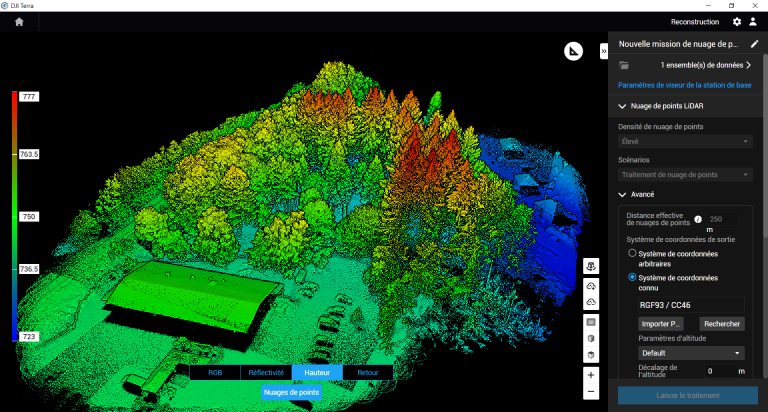 DJI Terra
Reconstruction
Nouvelle mission de nuage de p...
1 ensemble(s) de données
Paramètres de viseur de la station de base
Nuage de points LiDAR
Densité de nuage de points
Élevé
Scénarios
Traitement de nuage de points
Avancé
Distance effective
de nuages de points
250
m
Système de coordonnées de sortie
Système de coordonnées
arbitraires
Système de coordonnées
connu
RGF93 / CC46
Importer P...
Rechercher
Paramètres d'altitude
Default
Décalage de
l'altitude
0
m
Lancer le traitement
777
763.5
750
736.5
723
RGB
Réflectivité
Hauteur
Retour
Nuages de points